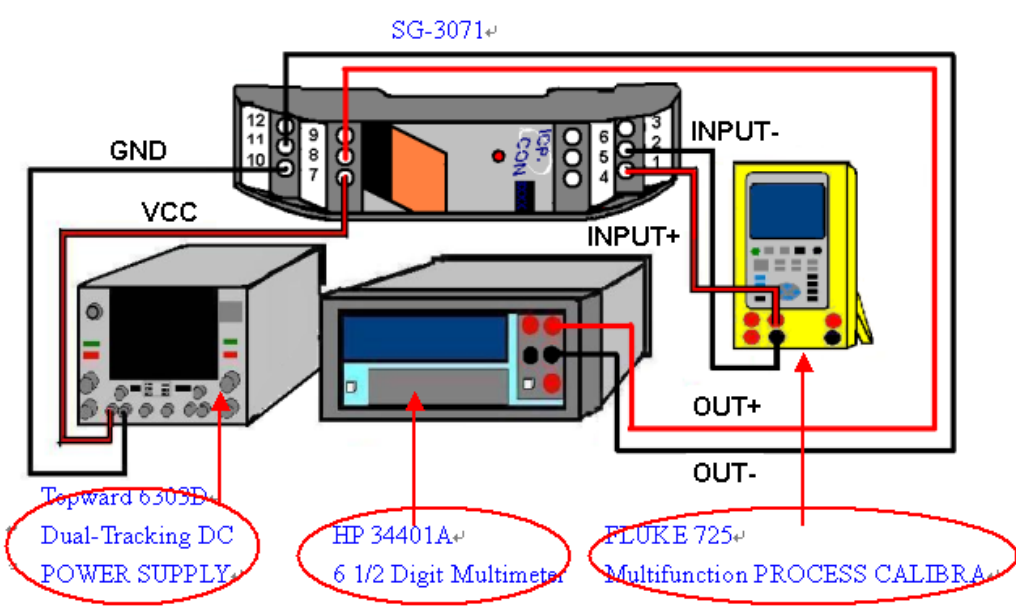 SG-3071
12
11
10
9
8
7
ICP
CON
6
5
4
3
2
1
INPUT-
GND
VCC
INPUT+
OUT+
OUT-
Topward 6303D
Dual-Tracking DC
POWER SUPPLY
HP 34401A
6 1/2 Digit Multimeter
FLUKE 725
Multifunction PROCESS CALIBRA